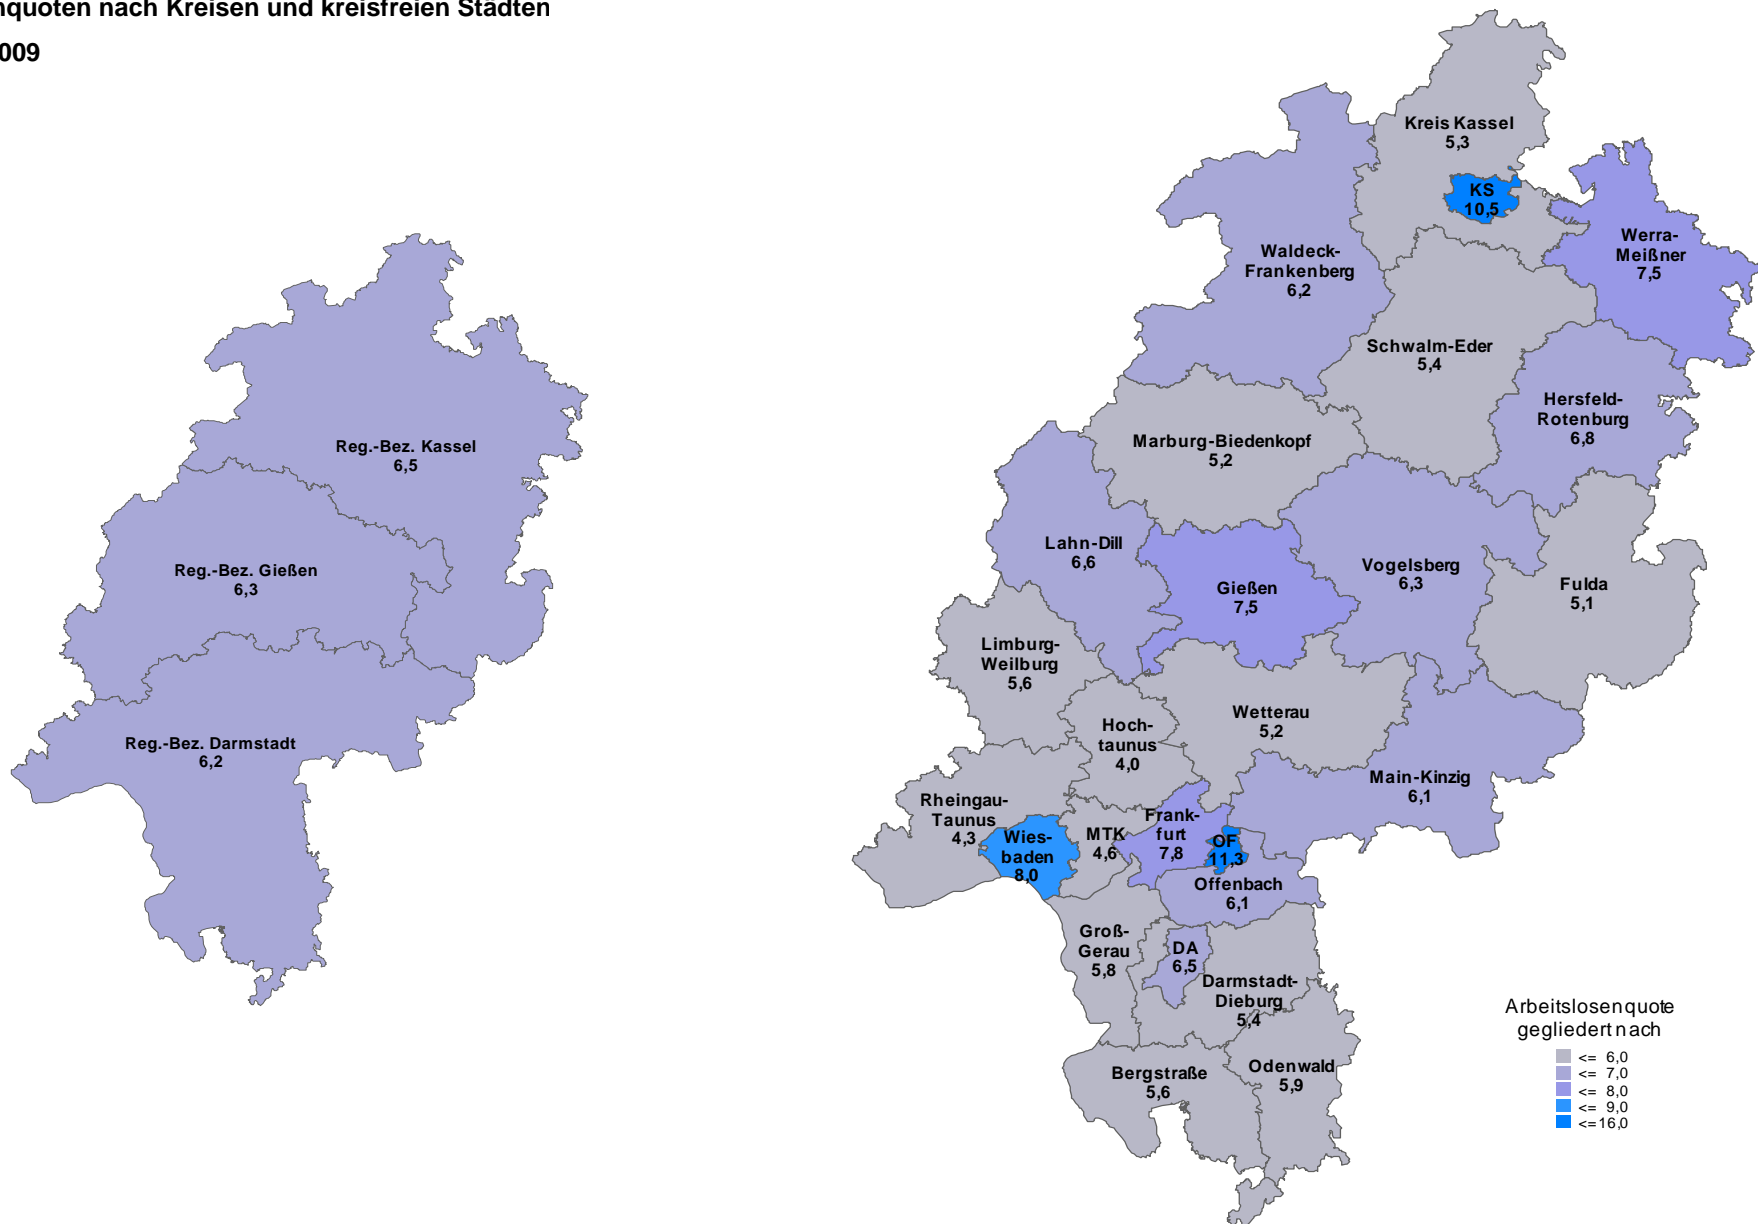 nquoten nach Kreisen und kreisfreien Städten
009
Reg.-Bez. Kassel
6,5
Reg.-Bez. Gießen
6,3
Reg.-Bez. Darmstadt
6,2
Kreis Kassel
5,3
KS
10,5
Werra-
Meißner
7,5
Waldeck-
Frankenberg
6,2
Schwalm-Eder
5,4
Hersfeld-
Rotenburg
6,8
Marburg-Biedenkopf
5,2
Lahn-Dill
6,6
Gießen
7,5
Vogelsberg
6,3
Fulda
5,1
Limburg-
Weilburg
5,6
Hoch-
taunus
4,0
Wetterau
5,2
Main-Kinzig
6,1
Rheingau-
Taunus
4,3
Wies-
baden
8,0
MTK
4,6
Frank-
furt
7,8
OF
11,3
Offenbach
6,1
Groß-
Gerau
5,8
DA
6,5
Darmstadt-
Dieburg
5,4
Bergstraße
5,6
Odenwald
5,9
Arbeitslosenquote
gegliedert nach
<= 6,0
<= 7,0
<= 8,0
<= 9,0
<=16,0